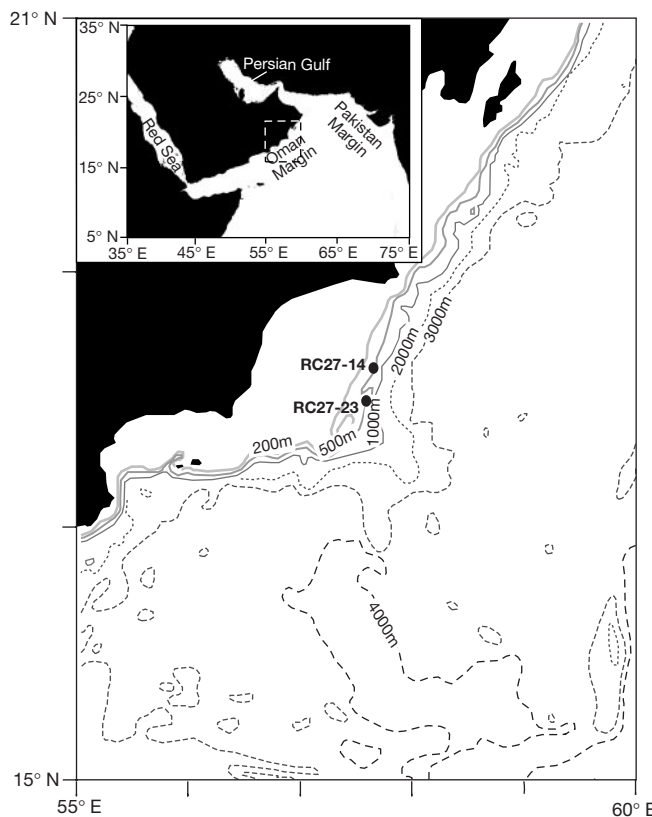 21° N
35° N
Persian Gulf
25° N
Red Sea
Pakistan
Margin
Oman
Margin
15° N
5° N
35° E
45° E
55° E
65° E
75° E
3000m
2000m
RC27-14
RC27-23
1000m
200m
500m
4000m
15° N
55° E
60° E